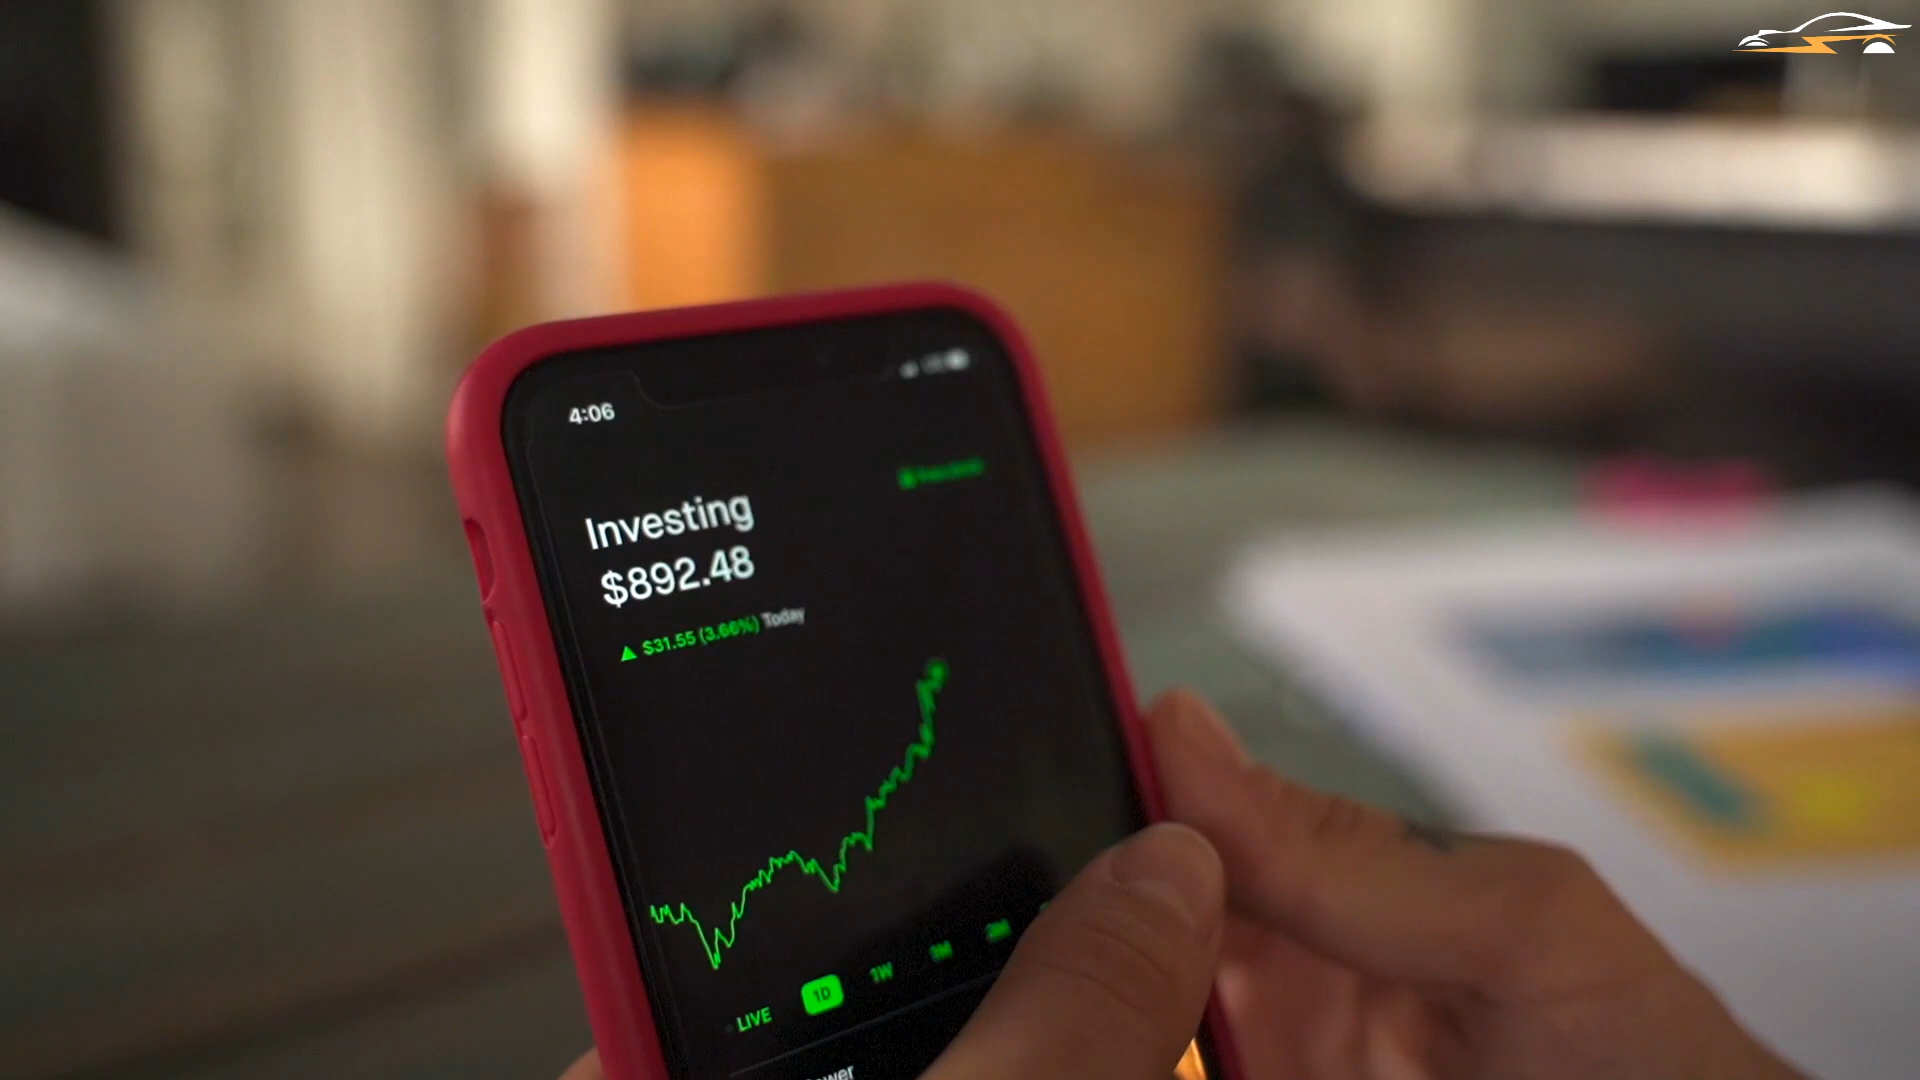 4:06
Investing
$892.48
▲ $31.55 (3.66%) Today
LIVE
1D
1W